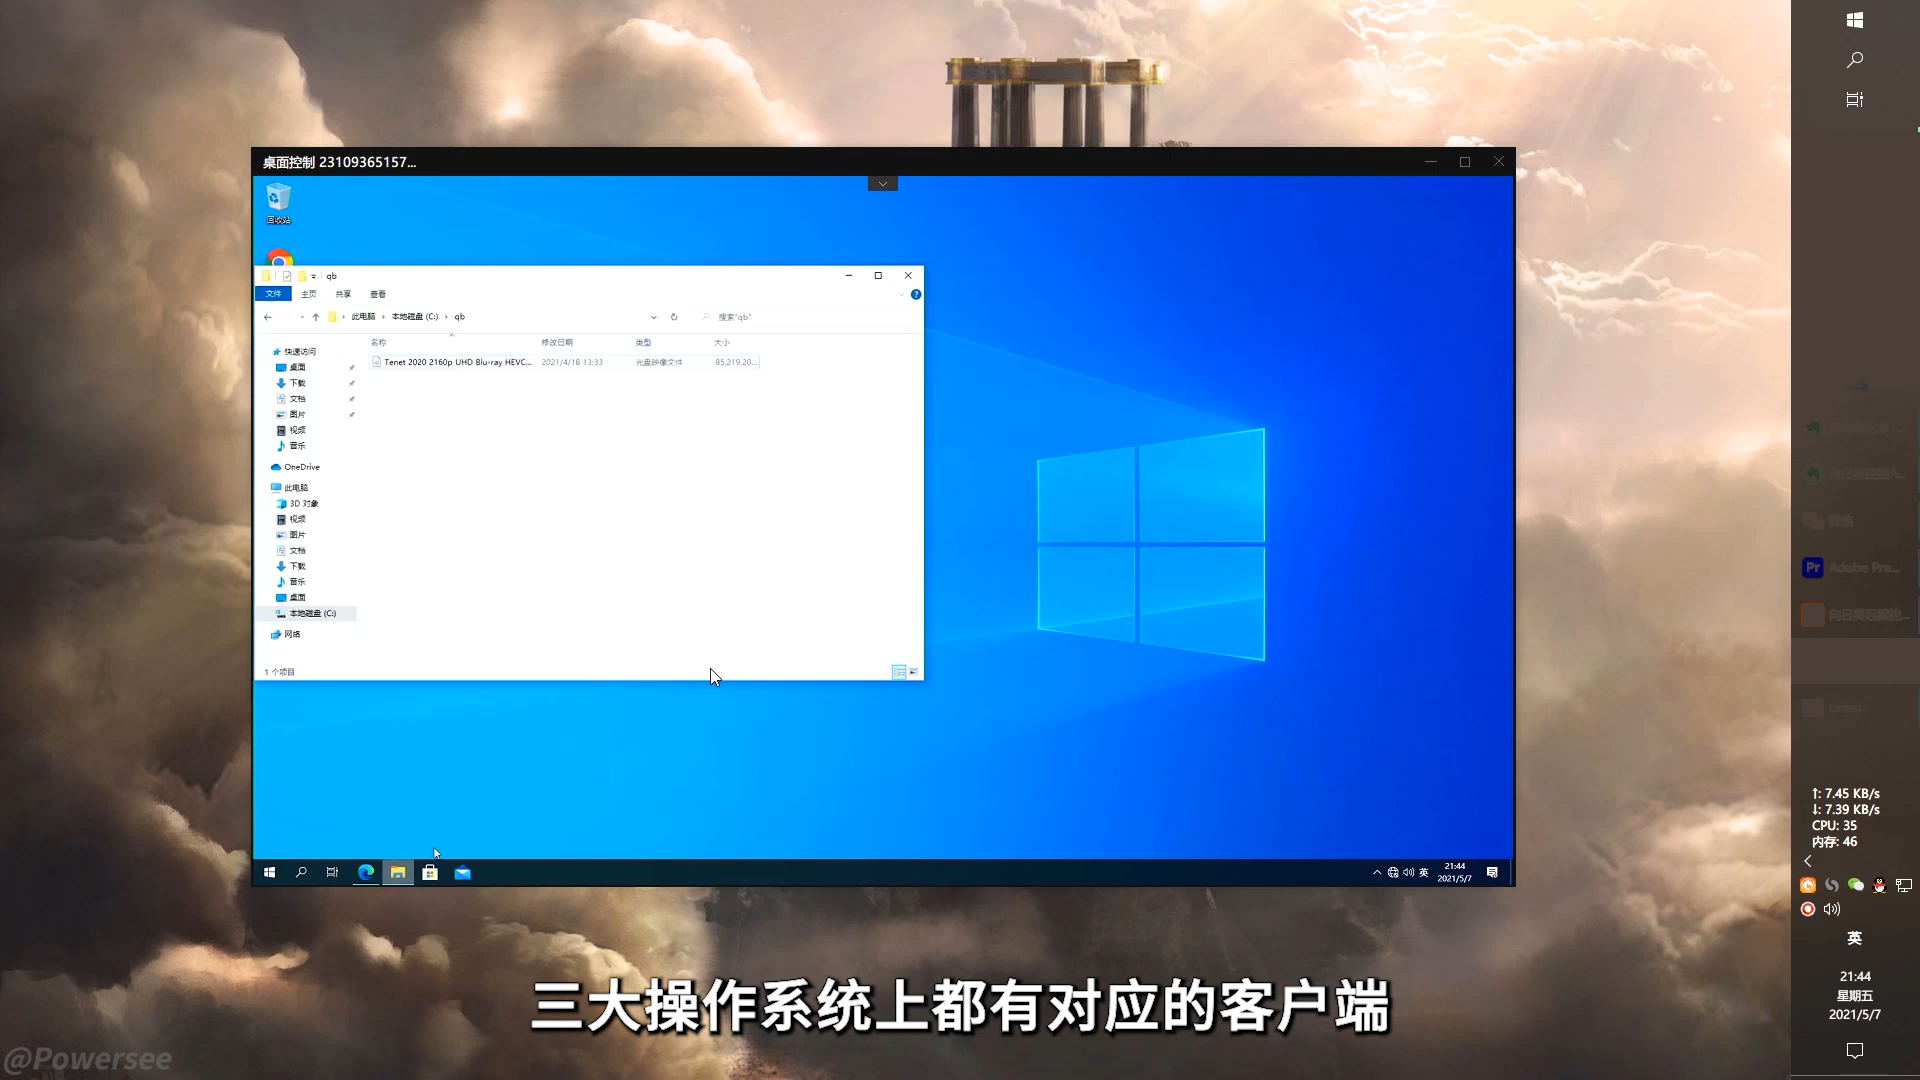 桌面控制 23109365157...
回收站
qb
文件 主页 共享 查看
此电脑 › 本地磁盘 (C:) › qb
搜索"qb"
名称 修改日期 类型 大小
Tenet 2020 2160p UHD Blu-ray HEVC... 2021/4/18 13:33 光盘映像文件 85,219,20...
快速访问
桌面
下载
文档
图片
视频
音乐
OneDrive
此电脑
3D 对象
视频
图片
文档
下载
音乐
桌面
本地磁盘 (C:)
网络
1 个项目
英
21:44
2021/5/7
Pr Adobe Pre...
↑: 7.45 KB/s
↓: 7.39 KB/s
CPU: 35
内存: 46
英
21:44
星期五
2021/5/7
三大操作系统上都有对应的客户端
@Powersee